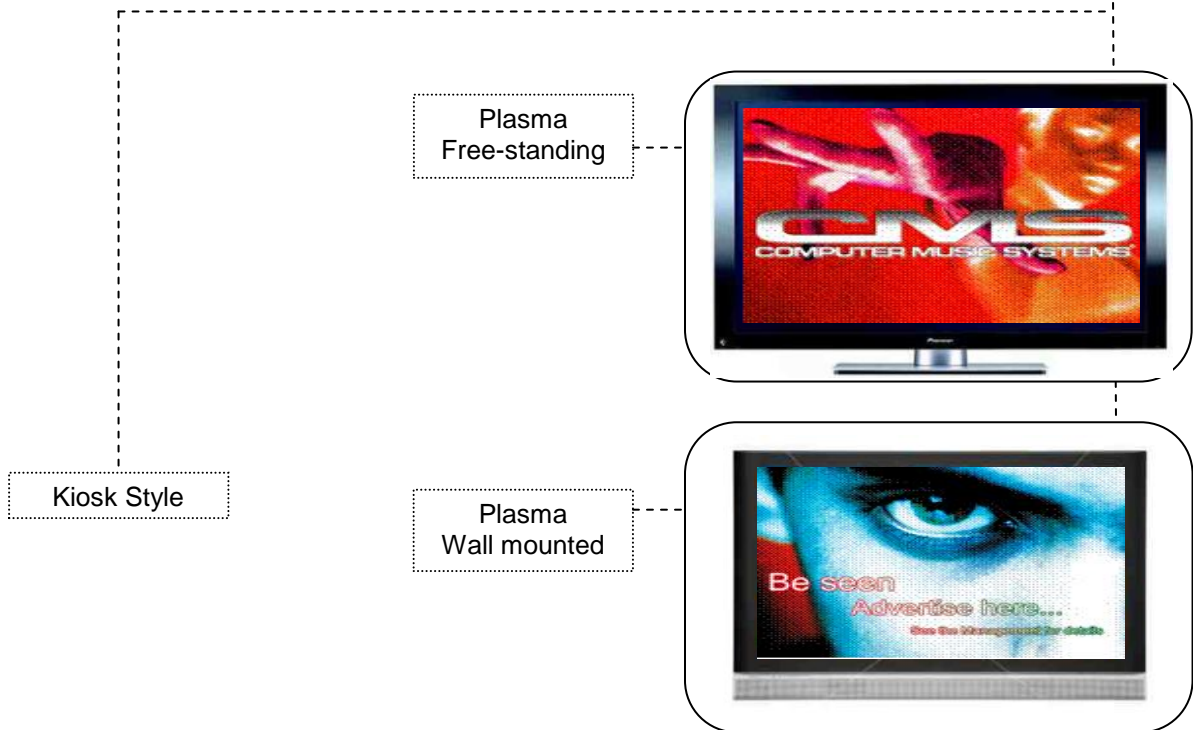 Plasma
Free-standing
CMS
COMPUTER MUSIC SYSTEMS
Pioneer
Kiosk Style
Plasma
Wall mounted
Be seen
Advertise here...
See the Management for details